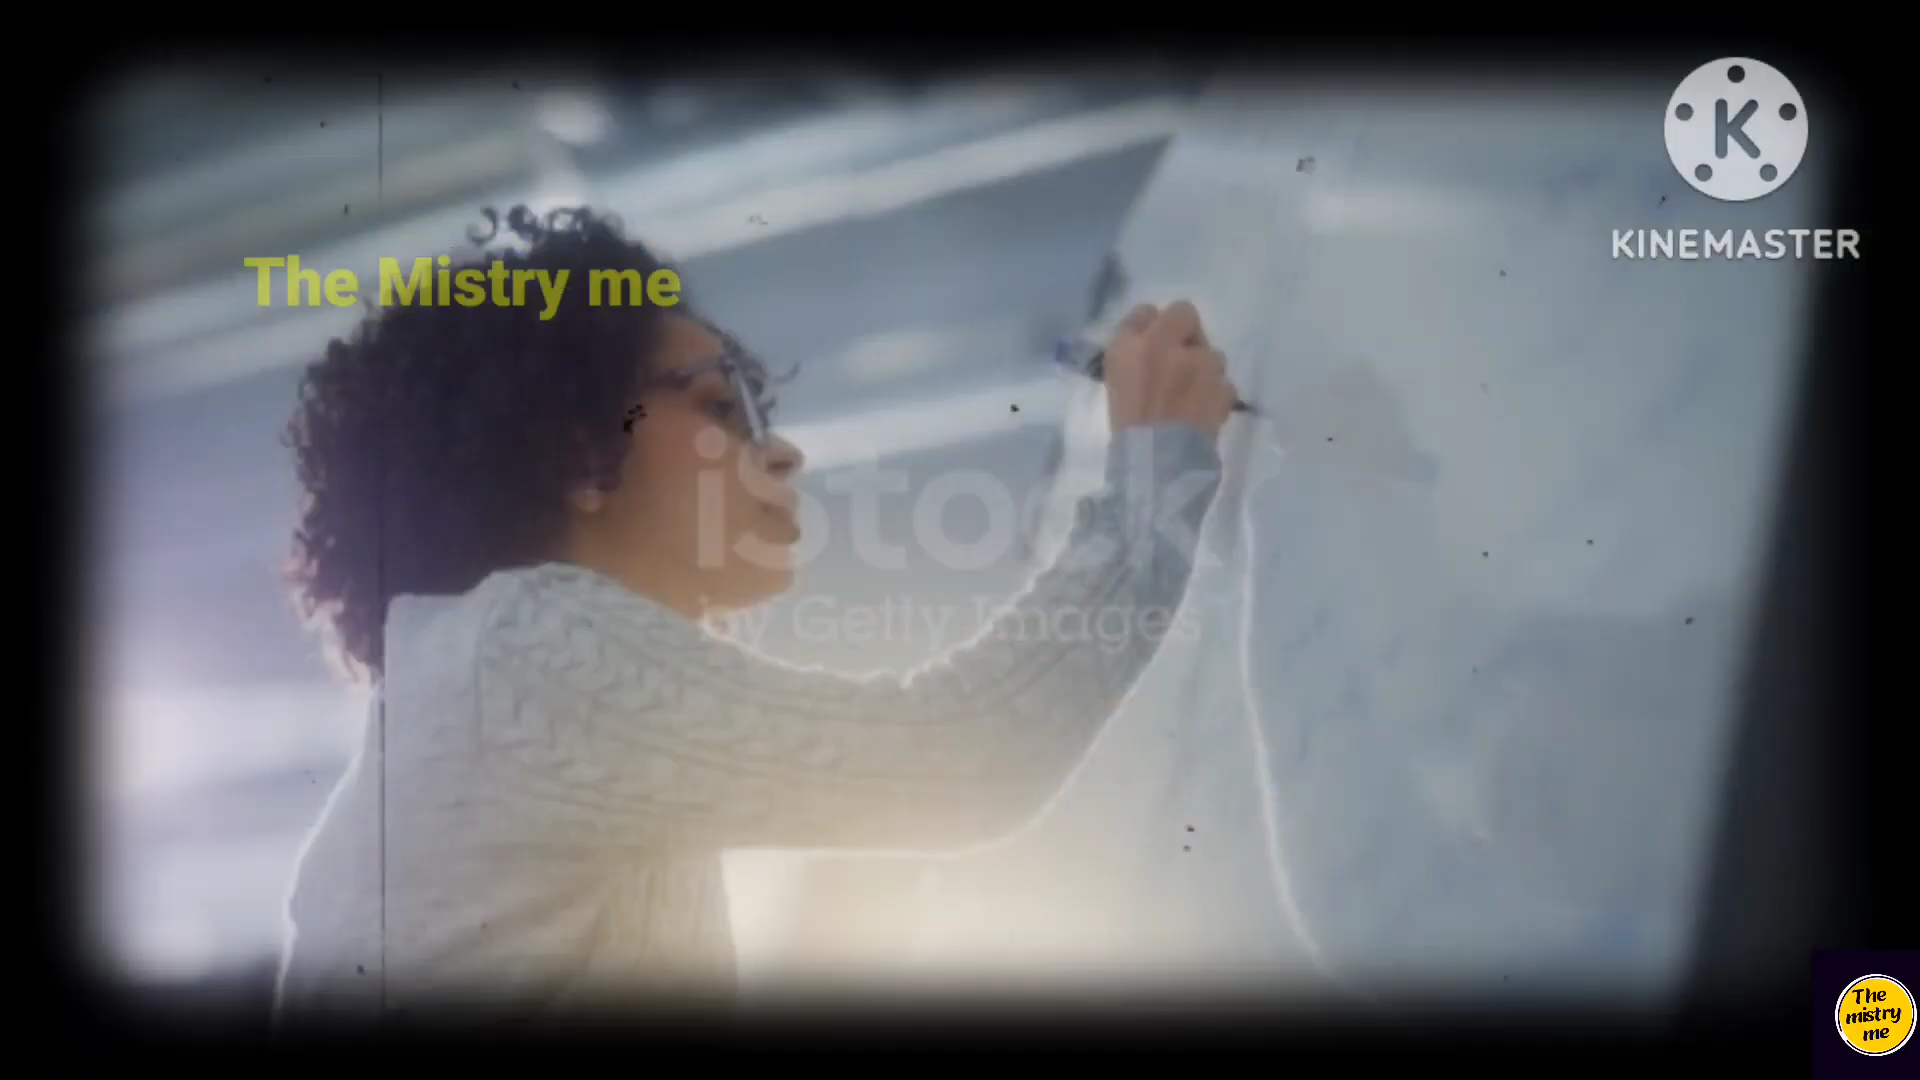 The Mistry me
K
KINEMASTER
iStock
by Getty Images
The
mistry
me